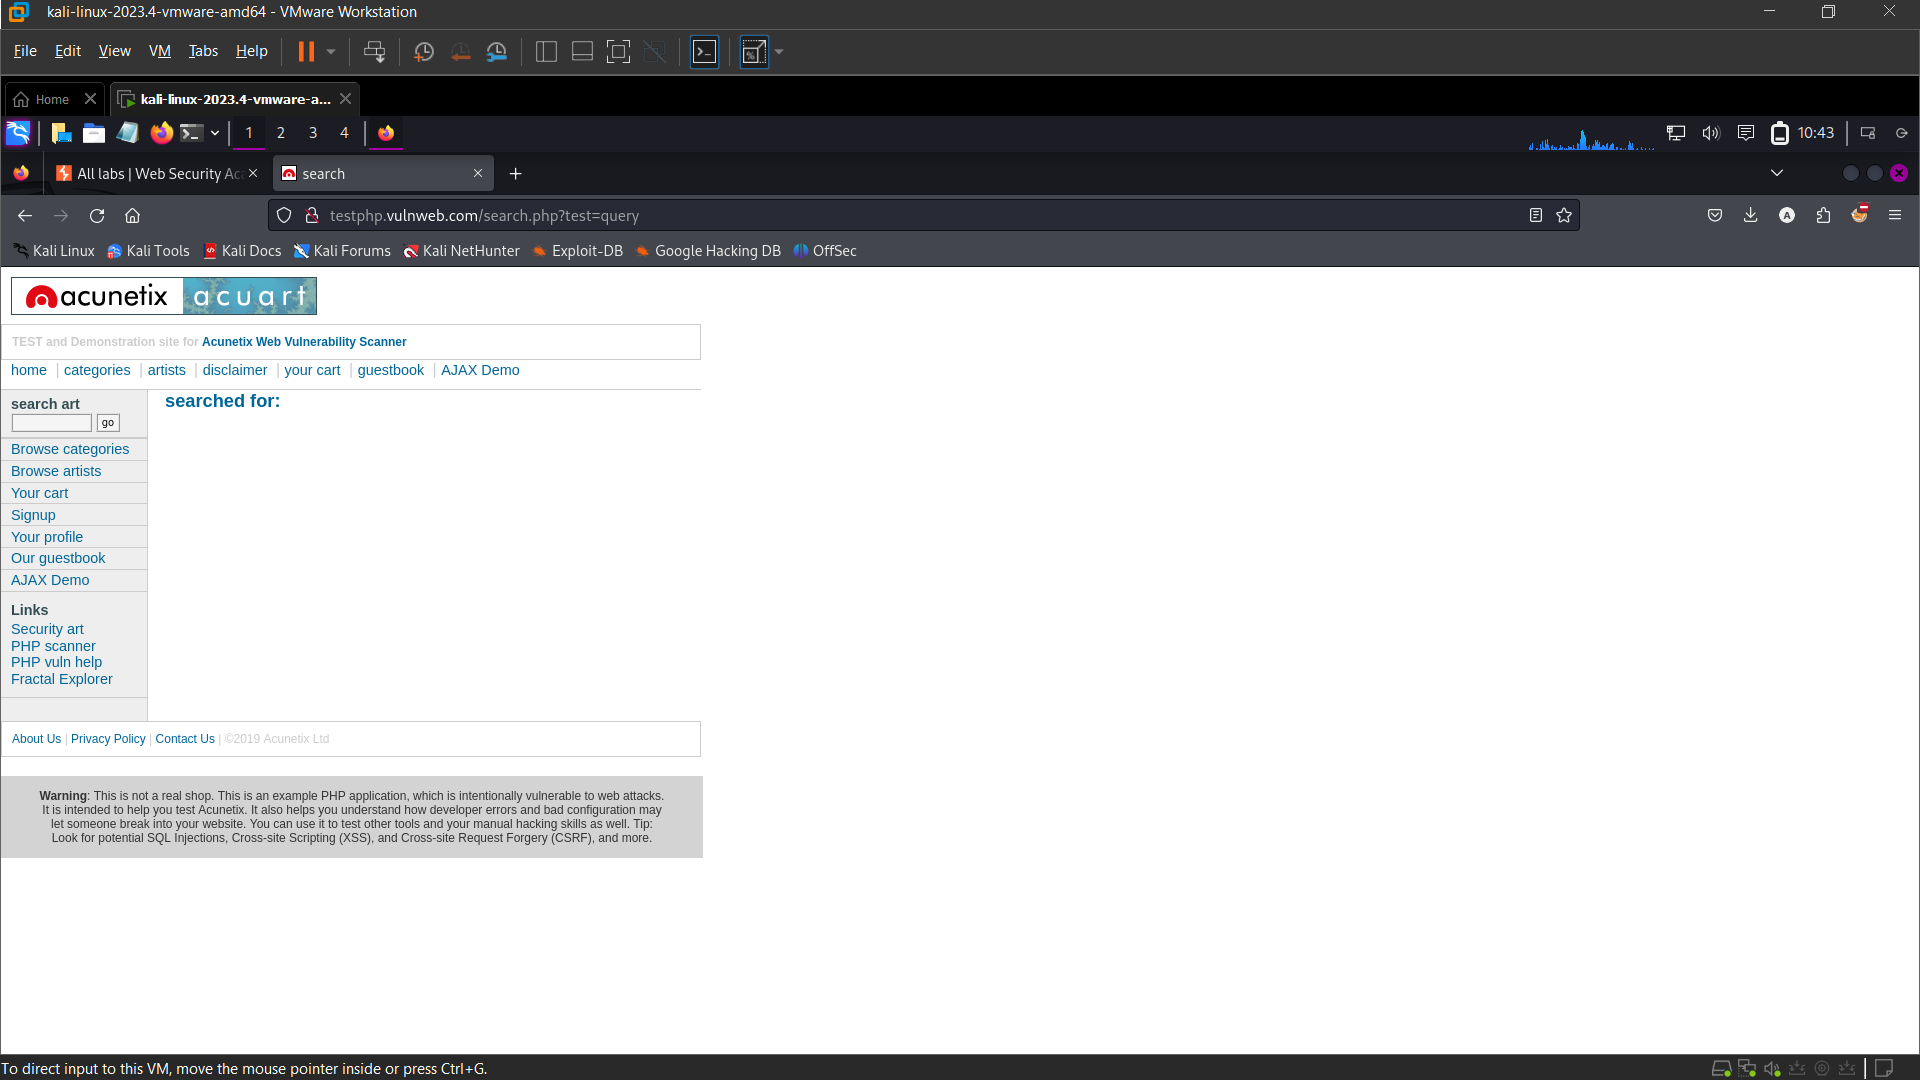 kali-linux-2023.4-vmware-amd64 - VMware Workstation
File Edit View VM Tabs Help
Home kali-linux-2023.4-vmware-a...
1 2 3 4 10:43
All labs | Web Security Aca search
testphp.vulnweb.com/search.php?test=query
Kali Linux Kali Tools Kali Docs Kali Forums Kali NetHunter Exploit-DB Google Hacking DB OffSec
acunetix acuart
TEST and Demonstration site for Acunetix Web Vulnerability Scanner
home | categories | artists | disclaimer | your cart | guestbook | AJAX Demo
search art
go
searched for:
Browse categories
Browse artists
Your cart
Signup
Your profile
Our guestbook
AJAX Demo
Links
Security art
PHP scanner
PHP vuln help
Fractal Explorer
About Us | Privacy Policy | Contact Us | ©2019 Acunetix Ltd
Warning: This is not a real shop. This is an example PHP application, which is intentionally vulnerable to web attacks.
It is intended to help you test Acunetix. It also helps you understand how developer errors and bad configuration may
let someone break into your website. You can use it to test other tools and your manual hacking skills as well. Tip:
Look for potential SQL Injections, Cross-site Scripting (XSS), and Cross-site Request Forgery (CSRF), and more.
To direct input to this VM, move the mouse pointer inside or press Ctrl+G.